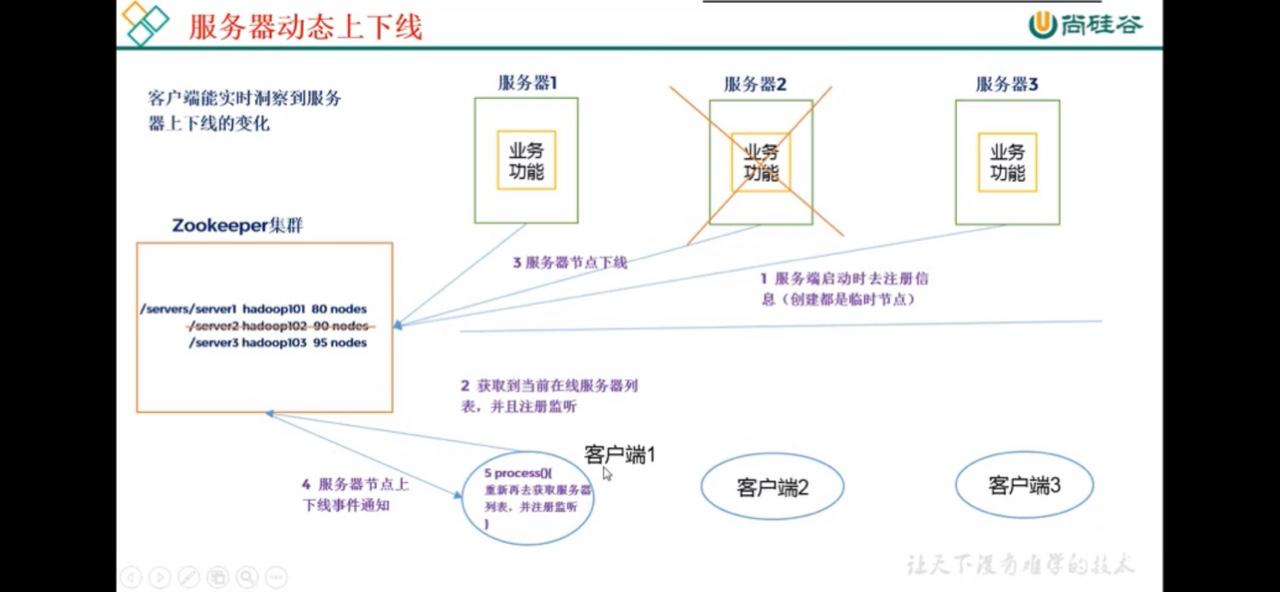 服务器动态上下线
尚硅谷
客户端能实时洞察到服务
器上下线的变化
服务器1
服务器2
服务器3
业务
功能
业务
功能
业务
功能
Zookeeper集群
3 服务器节点下线
1 服务端启动时去注册信
息（创建都是临时节点）
/servers/server1 hadoop101 80 nodes
/server2 hadoop102 90 nodes
/server3 hadoop103 95 nodes
2 获取到当前在线服务器列
表，并且注册监听
客户端1
4 服务器节点上
下线事件通知
5 process(){
重新再去获取服务器
列表，并注册监听
}
客户端2
客户端3
让天下没有难学的技术